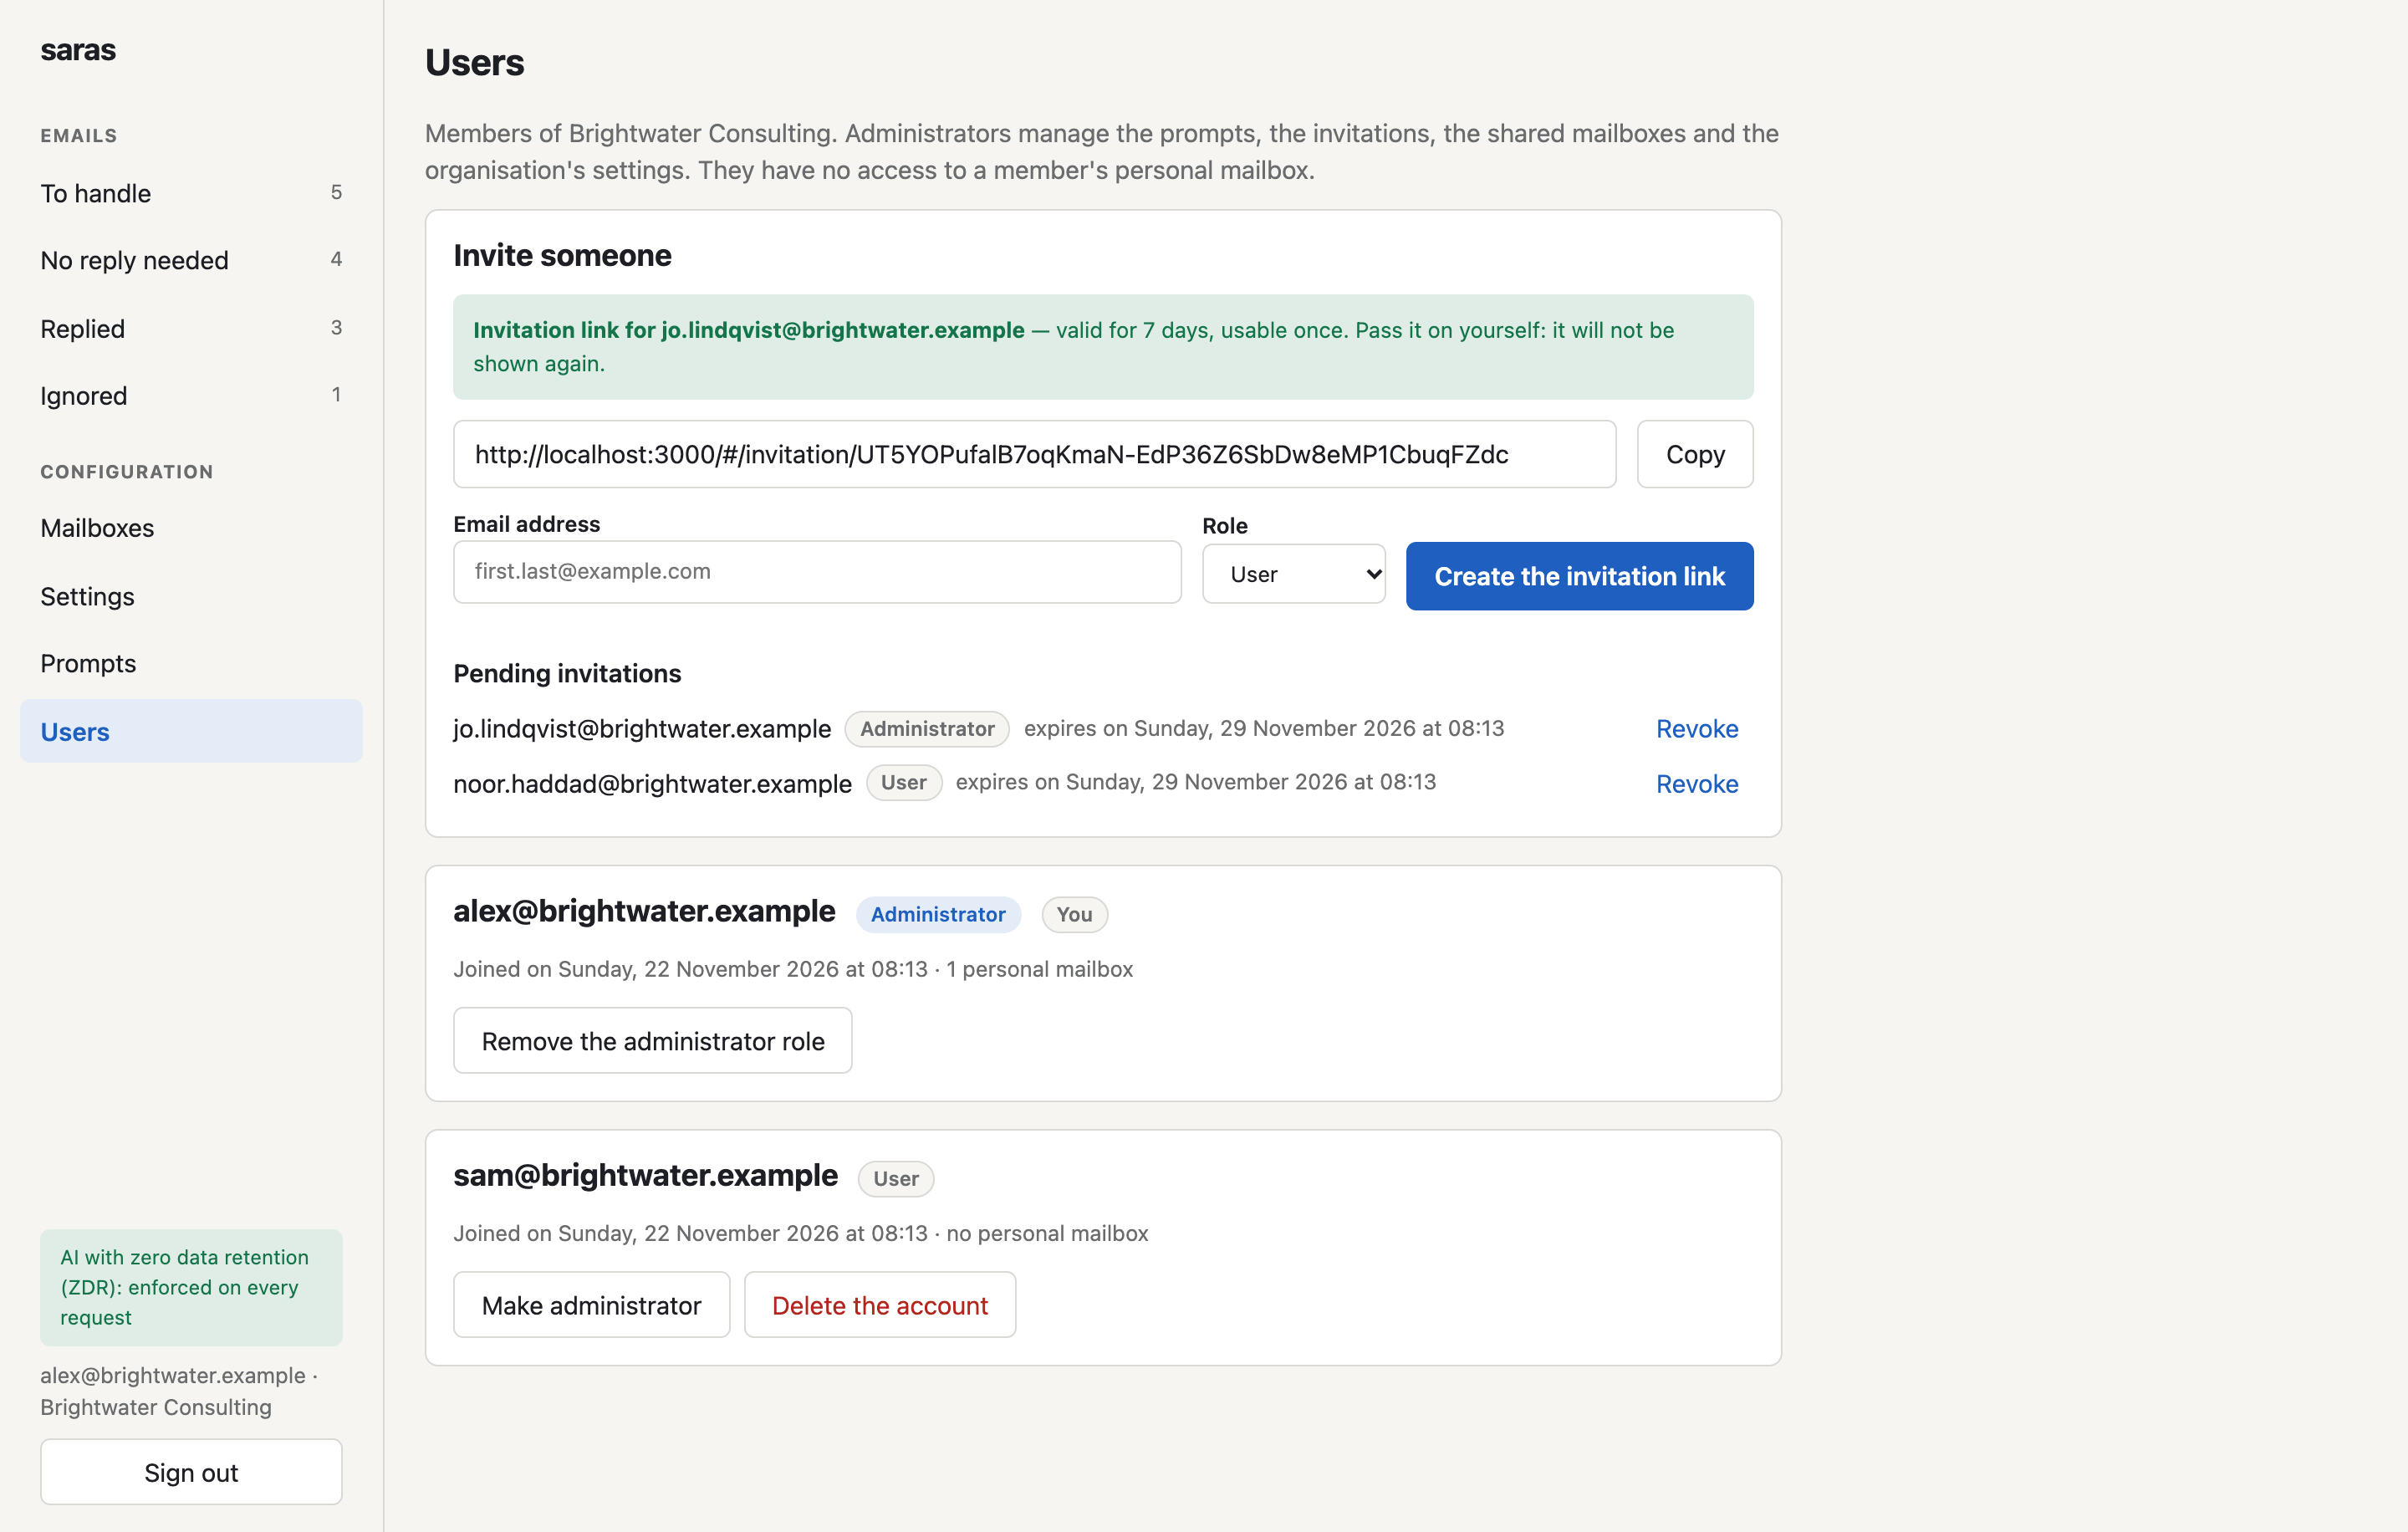 saras
EMAILS
To handle 5
No reply needed 4
Replied 3
Ignored 1
CONFIGURATION
Mailboxes
Settings
Prompts
Users
AI with zero data retention
(ZDR): enforced on every
request
alex@brightwater.example ·
Brightwater Consulting
Sign out
Users
Members of Brightwater Consulting. Administrators manage the prompts, the invitations, the shared mailboxes and the
organisation's settings. They have no access to a member's personal mailbox.
Invite someone
Invitation link for jo.lindqvist@brightwater.example — valid for 7 days, usable once. Pass it on yourself: it will not be
shown again.
http://localhost:3000/#/invitation/UT5YOPufalB7oqKmaN-EdP36Z6SbDw8eMP1CbuqFZdc Copy
Email address Role
first.last@example.com User Create the invitation link
Pending invitations
jo.lindqvist@brightwater.example Administrator expires on Sunday, 29 November 2026 at 08:13 Revoke
noor.haddad@brightwater.example User expires on Sunday, 29 November 2026 at 08:13 Revoke
alex@brightwater.example Administrator You
Joined on Sunday, 22 November 2026 at 08:13 · 1 personal mailbox
Remove the administrator role
sam@brightwater.example User
Joined on Sunday, 22 November 2026 at 08:13 · no personal mailbox
Make administrator Delete the account